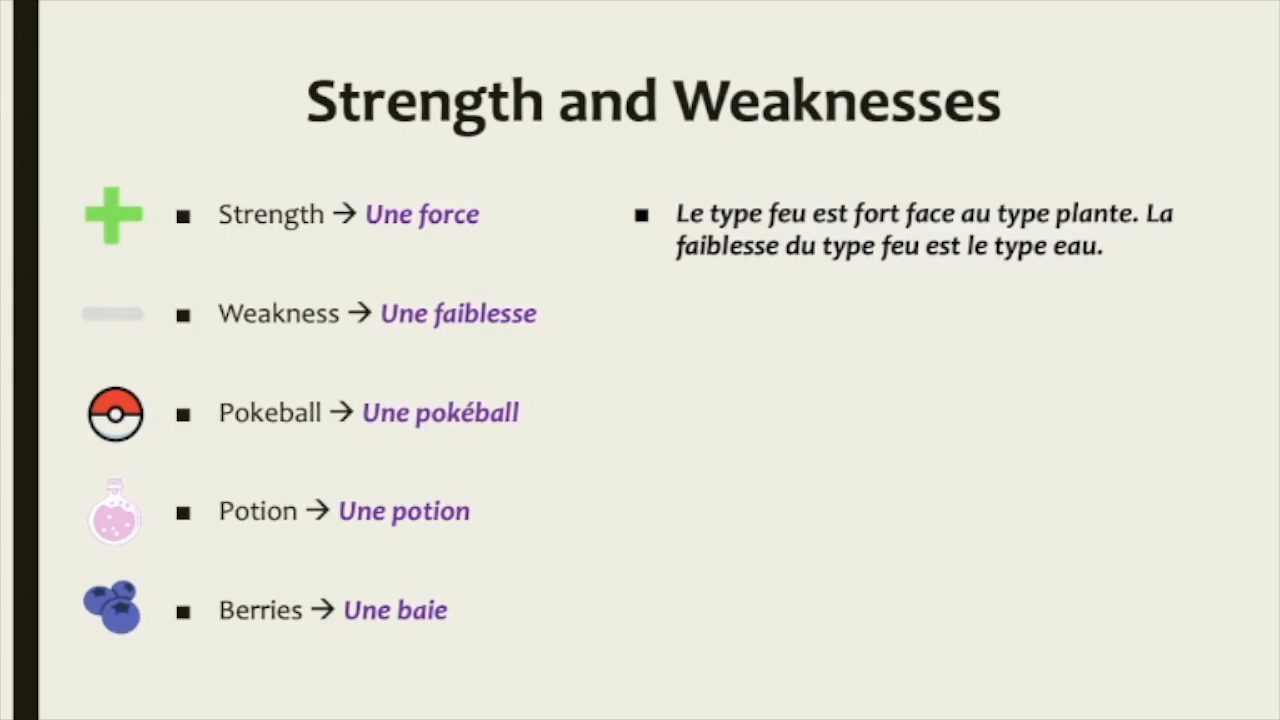 Strength and Weaknesses
Strength → Une force
Weakness → Une faiblesse
Pokeball → Une pokéball
Potion → Une potion
Berries → Une baie
Le type feu est fort face au type plante. La
faiblesse du type feu est le type eau.